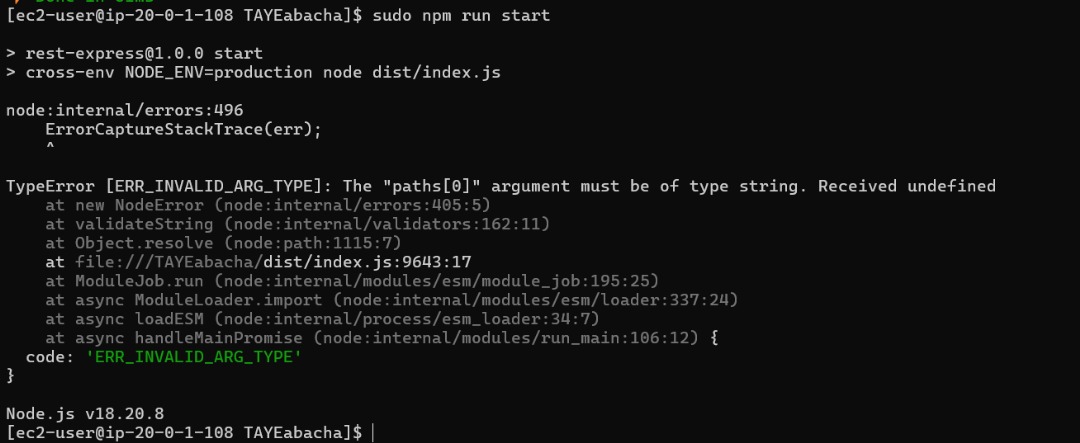 [ec2-user@ip-20-0-1-108 TAYEabacha]$ sudo npm run start
> rest-express@1.0.0 start
> cross-env NODE_ENV=production node dist/index.js
node:internal/errors:496
    ErrorCaptureStackTrace(err);
    ^
TypeError [ERR_INVALID_ARG_TYPE]: The "paths[0]" argument must be of type string. Received undefined
    at new NodeError (node:internal/errors:405:5)
    at validateString (node:internal/validators:162:11)
    at Object.resolve (node:path:1115:7)
    at file:///TAYEabacha/dist/index.js:9643:17
    at ModuleJob.run (node:internal/modules/esm/module_job:195:25)
    at async ModuleLoader.import (node:internal/modules/esm/loader:337:24)
    at async loadESM (node:internal/process/esm_loader:34:7)
    at async handleMainPromise (node:internal/modules/run_main:106:12) {
  code: 'ERR_INVALID_ARG_TYPE'
}
Node.js v18.20.8
[ec2-user@ip-20-0-1-108 TAYEabacha]$